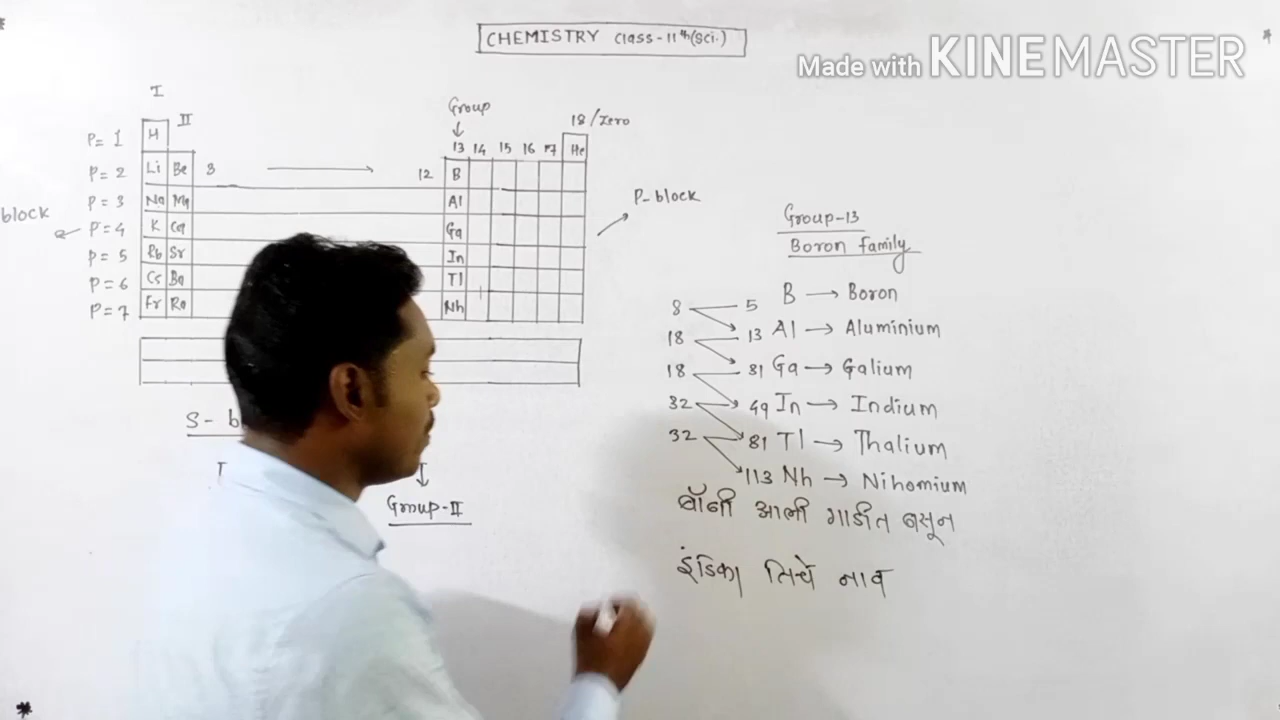 CHEMISTRY Class-11th(Sci.)
Made with KINEMASTER
I
II
Group
18/Zero
P= 1 H 13 14 15 16 17 He
P= 2 Li Be 3 12 B
P= 3 Na Mg Al
P=4 K Ca Ga
P= 5 Rb Sr In
P= 6 Cs Ba Tl
P= 7 Fr Ra Nh
block
P-block
S- b
Group-II
Group-13
Boron family
8 5 B → Boron
18 13 Al → Aluminium
18 31 Ga → Galium
32 49 In → Indium
32 81 Tl → Thalium
113 Nh → Nihomium
बॉनी आली गाडीत बसून
इंडिका तिचे नाव